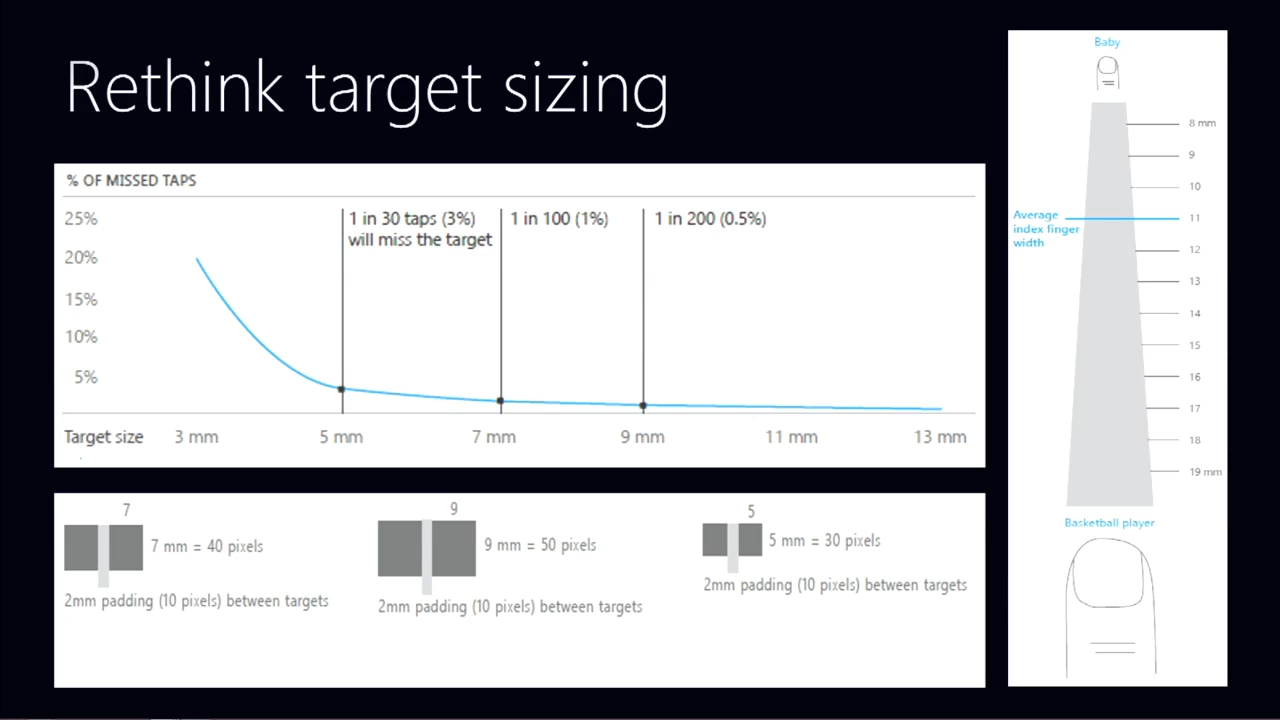 Rethink target sizing
% OF MISSED TAPS
25%
20%
15%
10%
5%
1 in 30 taps (3%)
will miss the target
1 in 100 (1%)
1 in 200 (0.5%)
Target size 3 mm 5 mm 7 mm 9 mm 11 mm 13 mm
7
7 mm = 40 pixels
2mm padding (10 pixels) between targets
9
9 mm = 50 pixels
2mm padding (10 pixels) between targets
5
5 mm = 30 pixels
2mm padding (10 pixels) between targets
Baby
8 mm
9
10
Average
index finger
width
11
12
13
14
15
16
17
18
19 mm
Basketball player